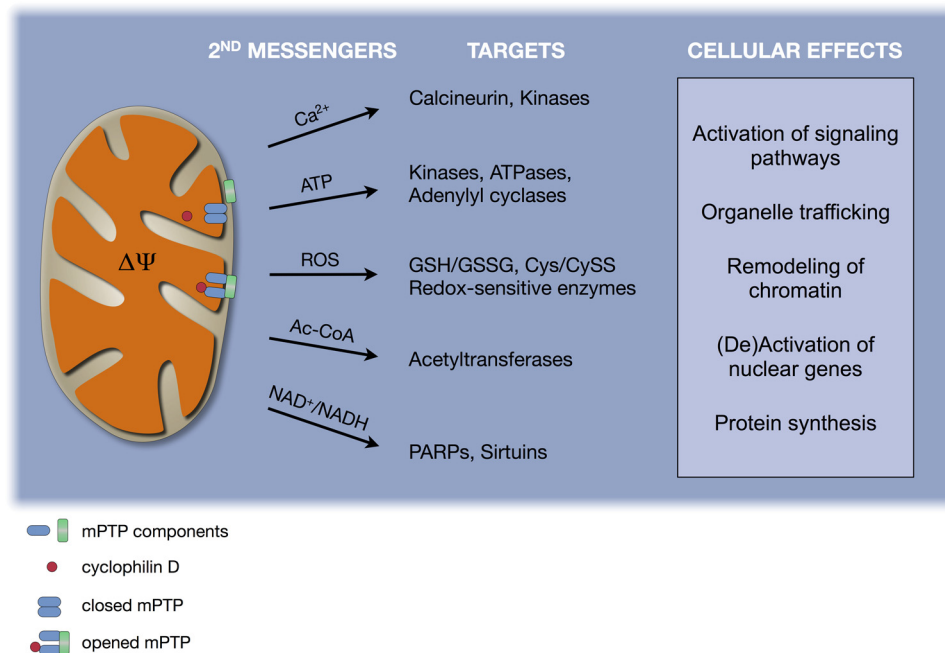 2ND MESSENGERS
TARGETS
CELLULAR EFFECTS
Ca2+
Calcineurin, Kinases
ATP
Kinases, ATPases,
Adenylyl cyclases
ΔΨ
ROS
GSH/GSSG, Cys/CySS
Redox-sensitive enzymes
Ac-CoA
Acetyltransferases
NAD+/NADH
PARPs, Sirtuins
Activation of signaling
pathways
Organelle trafficking
Remodeling of
chromatin
(De)Activation of
nuclear genes
Protein synthesis
mPTP components
cyclophilin D
closed mPTP
opened mPTP